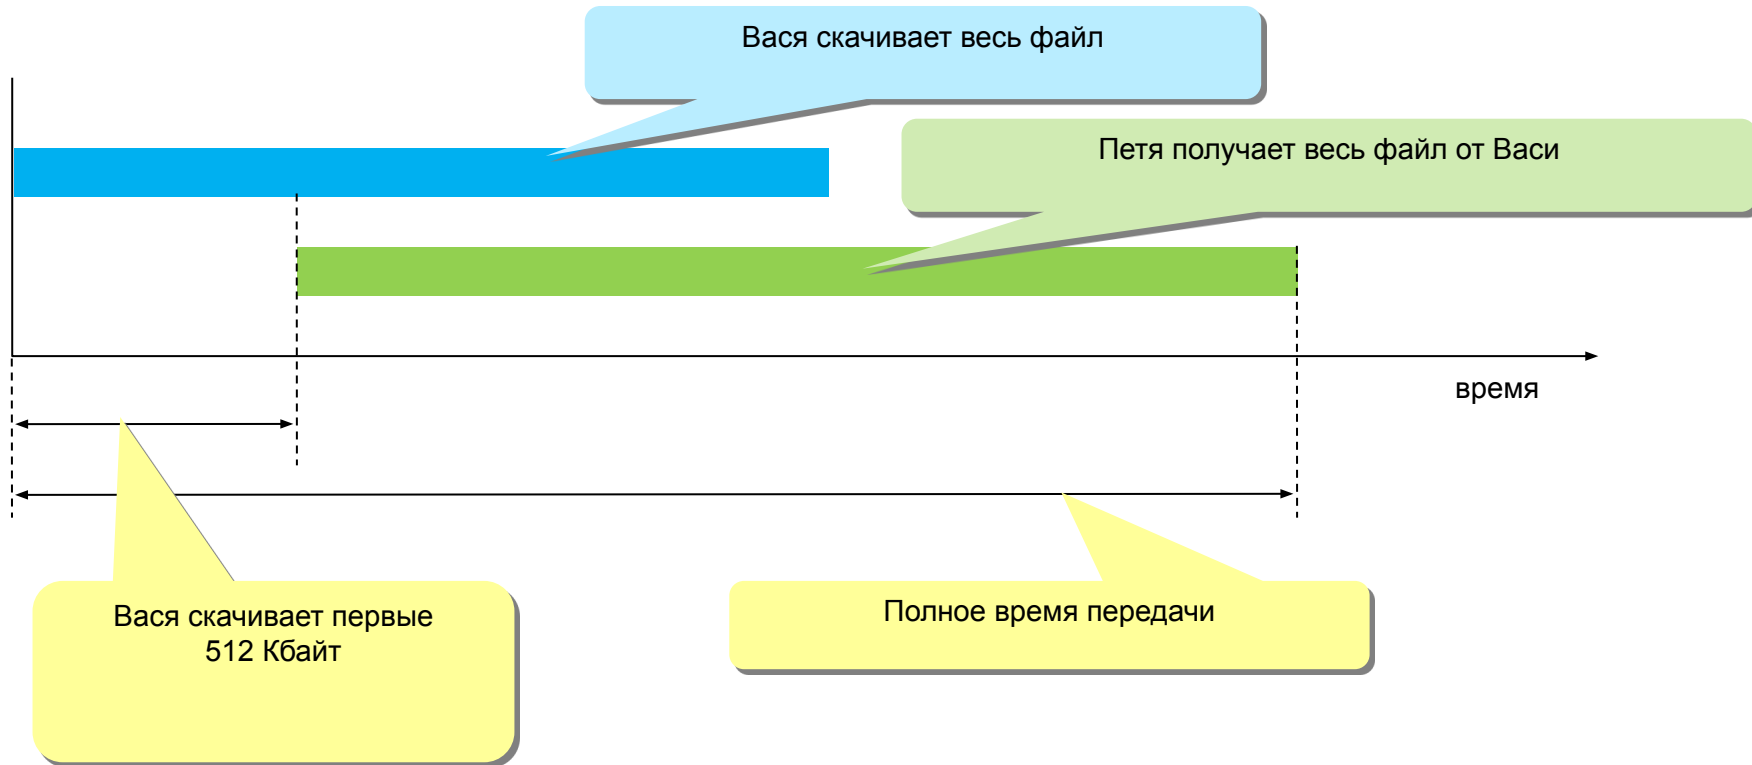 Вася скачивает весь файл
Петя получает весь файл от Васи
время
Вася скачивает первые
512 Кбайт
Полное время передачи